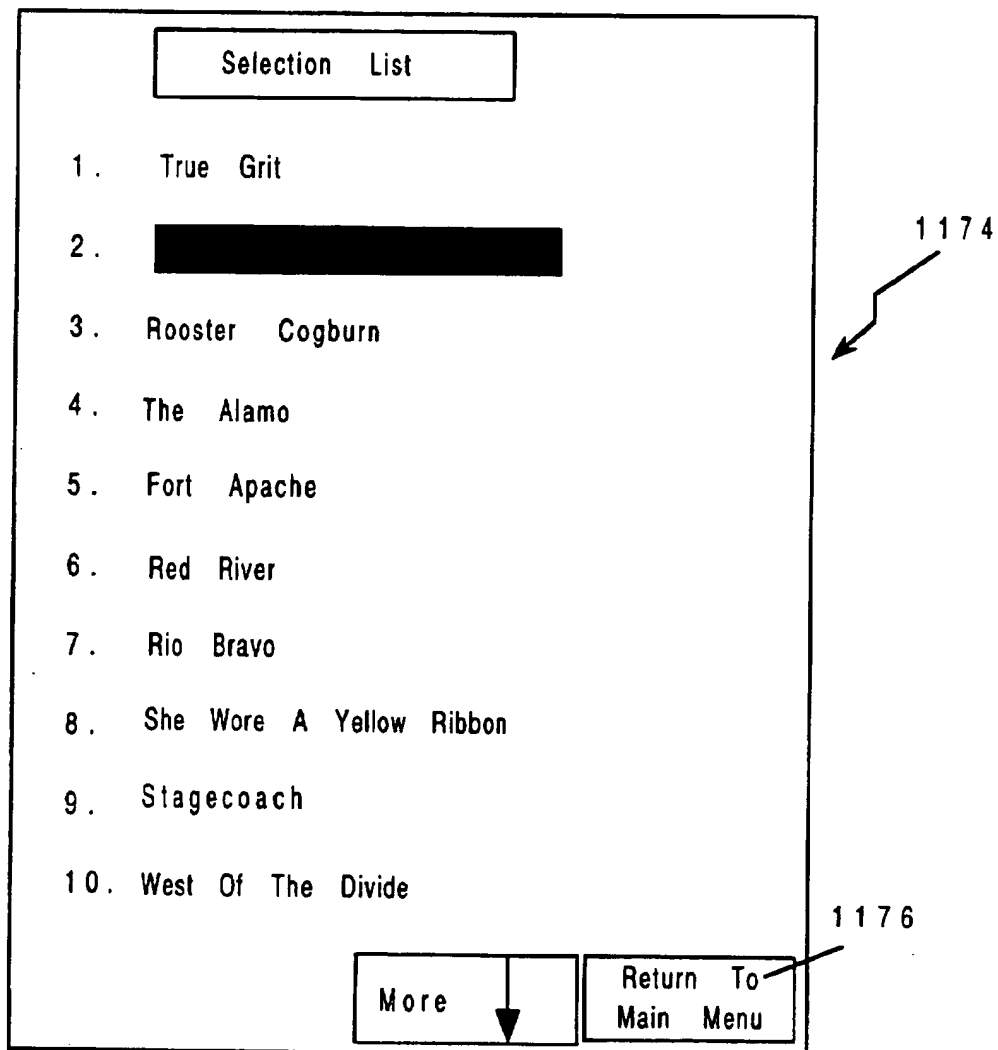 Selection List
1. True Grit
2.
3. Rooster Cogburn
4. The Alamo
5. Fort Apache
6. Red River
7. Rio Bravo
8. She Wore A Yellow Ribbon
9. Stagecoach
10. West Of The Divide
More
Return To
Main Menu
1174
1176